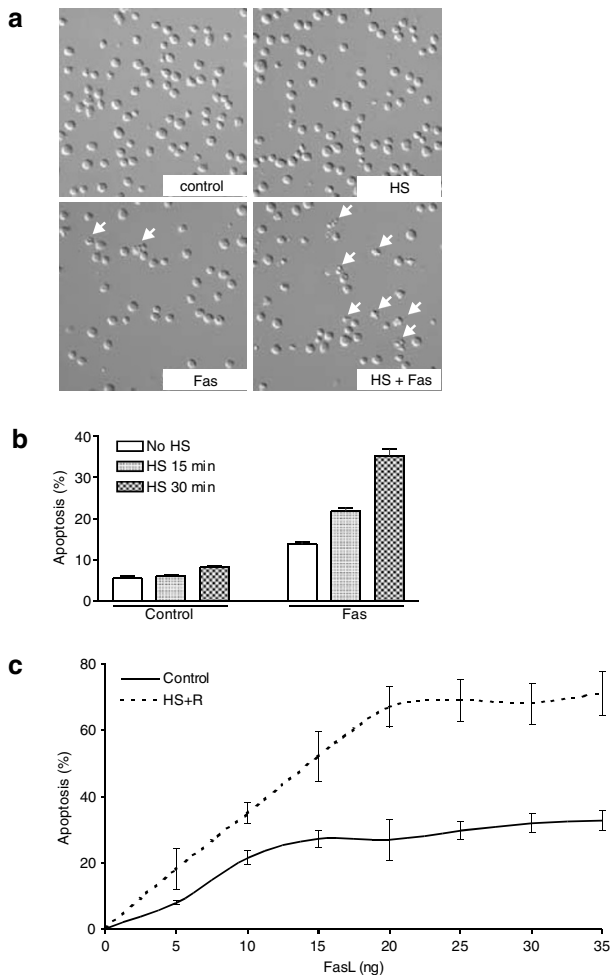 a
control
HS
Fas
HS + Fas
b
40
30
20
10
0
Apoptosis (%)
No HS
HS 15 min
HS 30 min
Control
Fas
c
80
60
40
20
0
Apoptosis (%)
Control
HS+R
0 5 10 15 20 25 30 35
FasL (ng)